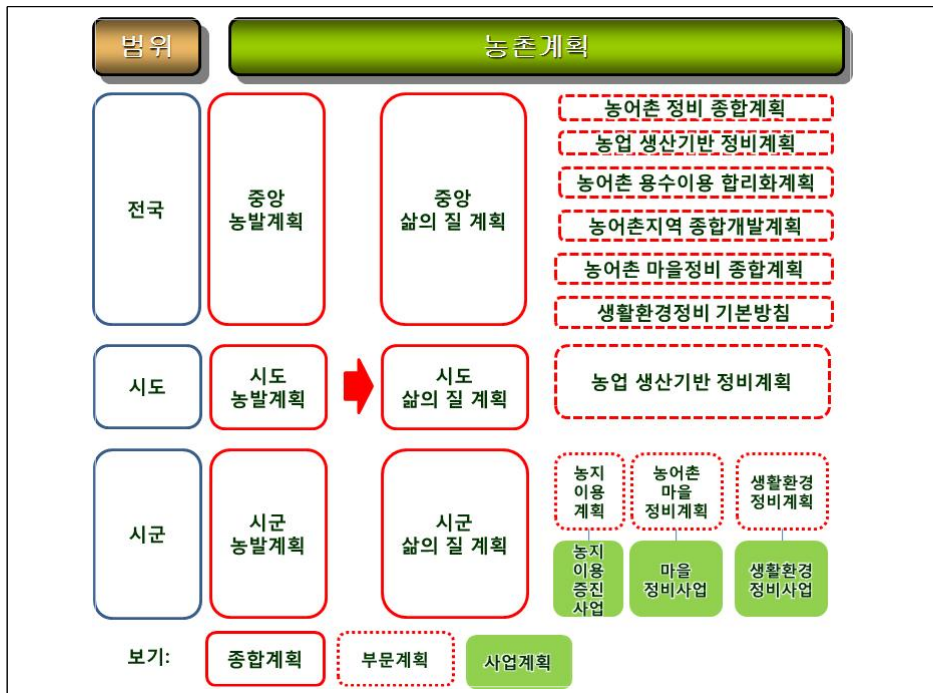 범위
농촌계획
전국
중앙
농발계획
중앙
삶의 질 계획
농어촌 정비 종합계획
농업 생산기반 정비계획
농어촌 용수이용 합리화계획
농어촌지역 종합개발계획
농어촌 마을정비 종합계획
생활환경정비 기본방침
시도
시도
농발계획
시도
삶의 질 계획
농업 생산기반 정비계획
시군
시군
농발계획
시군
삶의 질 계획
농지
이용
계획
농어촌
마을
정비계획
생활환경
정비계획
농지
이용
증진
사업
마을
정비사업
생활환경
정비사업
보기:
종합계획
부문계획
사업계획